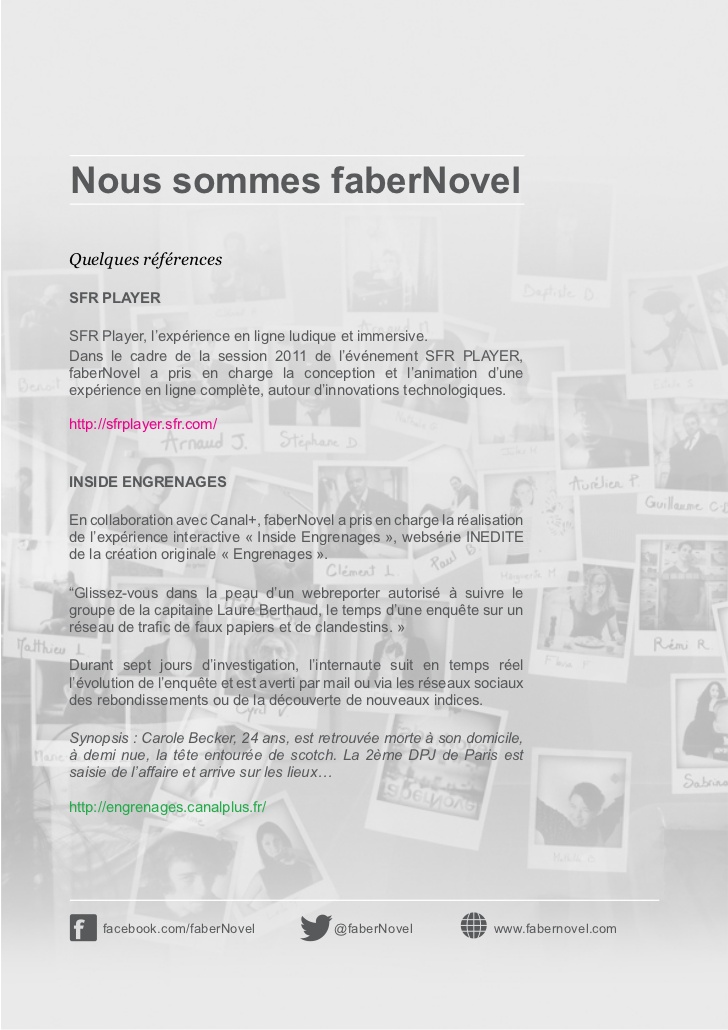 Nous sommes faberNovel
Quelques références
SFR PLAYER
SFR Player, l’expérience en ligne ludique et immersive.
Dans le cadre de la session 2011 de l’événement SFR PLAYER,
faberNovel a pris en charge la conception et l’animation d’une
expérience en ligne complète, autour d’innovations technologiques.
http://sfrplayer.sfr.com/
INSIDE ENGRENAGES
En collaboration avec Canal+, faberNovel a pris en charge la réalisation
de l’expérience interactive « Inside Engrenages », websérie INEDITE
de la création originale « Engrenages ».
“Glissez-vous dans la peau d’un webreporter autorisé à suivre le
groupe de la capitaine Laure Berthaud, le temps d’une enquête sur un
réseau de trafic de faux papiers et de clandestins. »
Durant sept jours d’investigation, l’internaute suit en temps réel
l’évolution de l’enquête et est averti par mail ou via les réseaux sociaux
des rebondissements ou de la découverte de nouveaux indices.
Synopsis : Carole Becker, 24 ans, est retrouvée morte à son domicile,
à demi nue, la tête entourée de scotch. La 2ème DPJ de Paris est
saisie de l’affaire et arrive sur les lieux…
http://engrenages.canalplus.fr/
facebook.com/faberNovel
@faberNovel
www.fabernovel.com
Baptiste D.
Benoit
Arnaud J.
Stéphane D
Aurélien P.
Guillaume C-D
Clément L.
Paul B
Marguerite M
Matthieu L
Rémi R
Cyril V
Sabrina
faberNovel